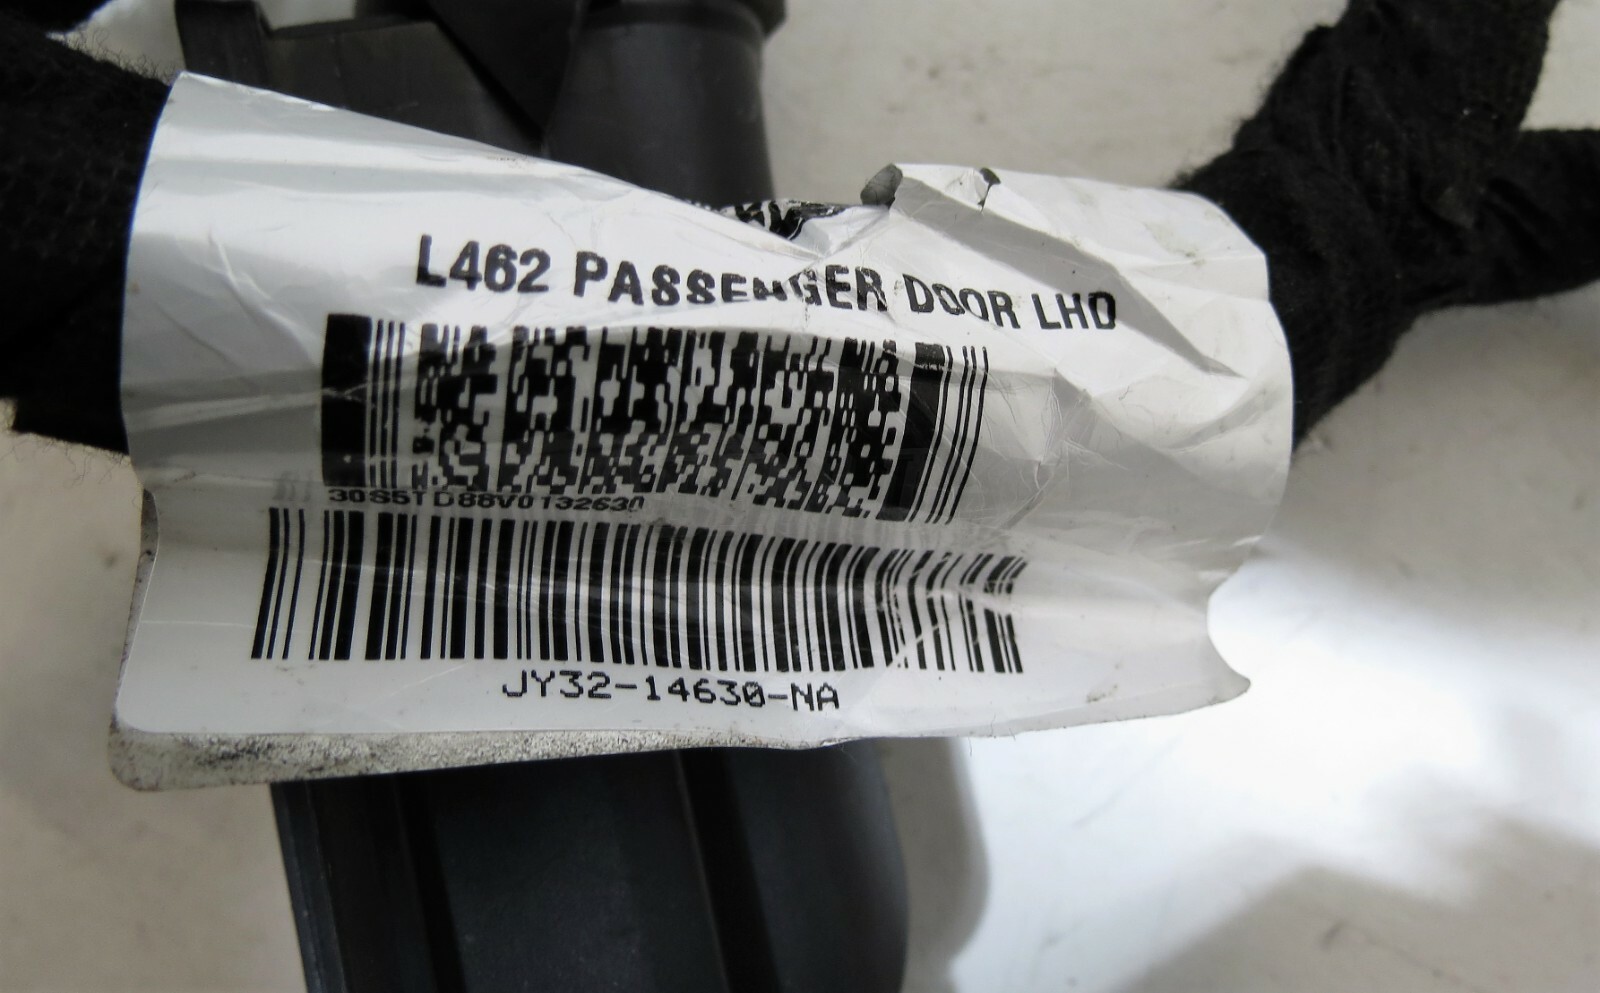 L462 PASSENGER DOOR LHD
30S5TD88V0132630
JY32-14630-NA